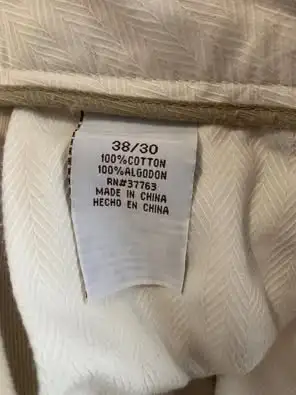 38/30
100%COTTON
100%ALGODON
RN#37763
MADE IN CHINA
HECHO EN CHINA